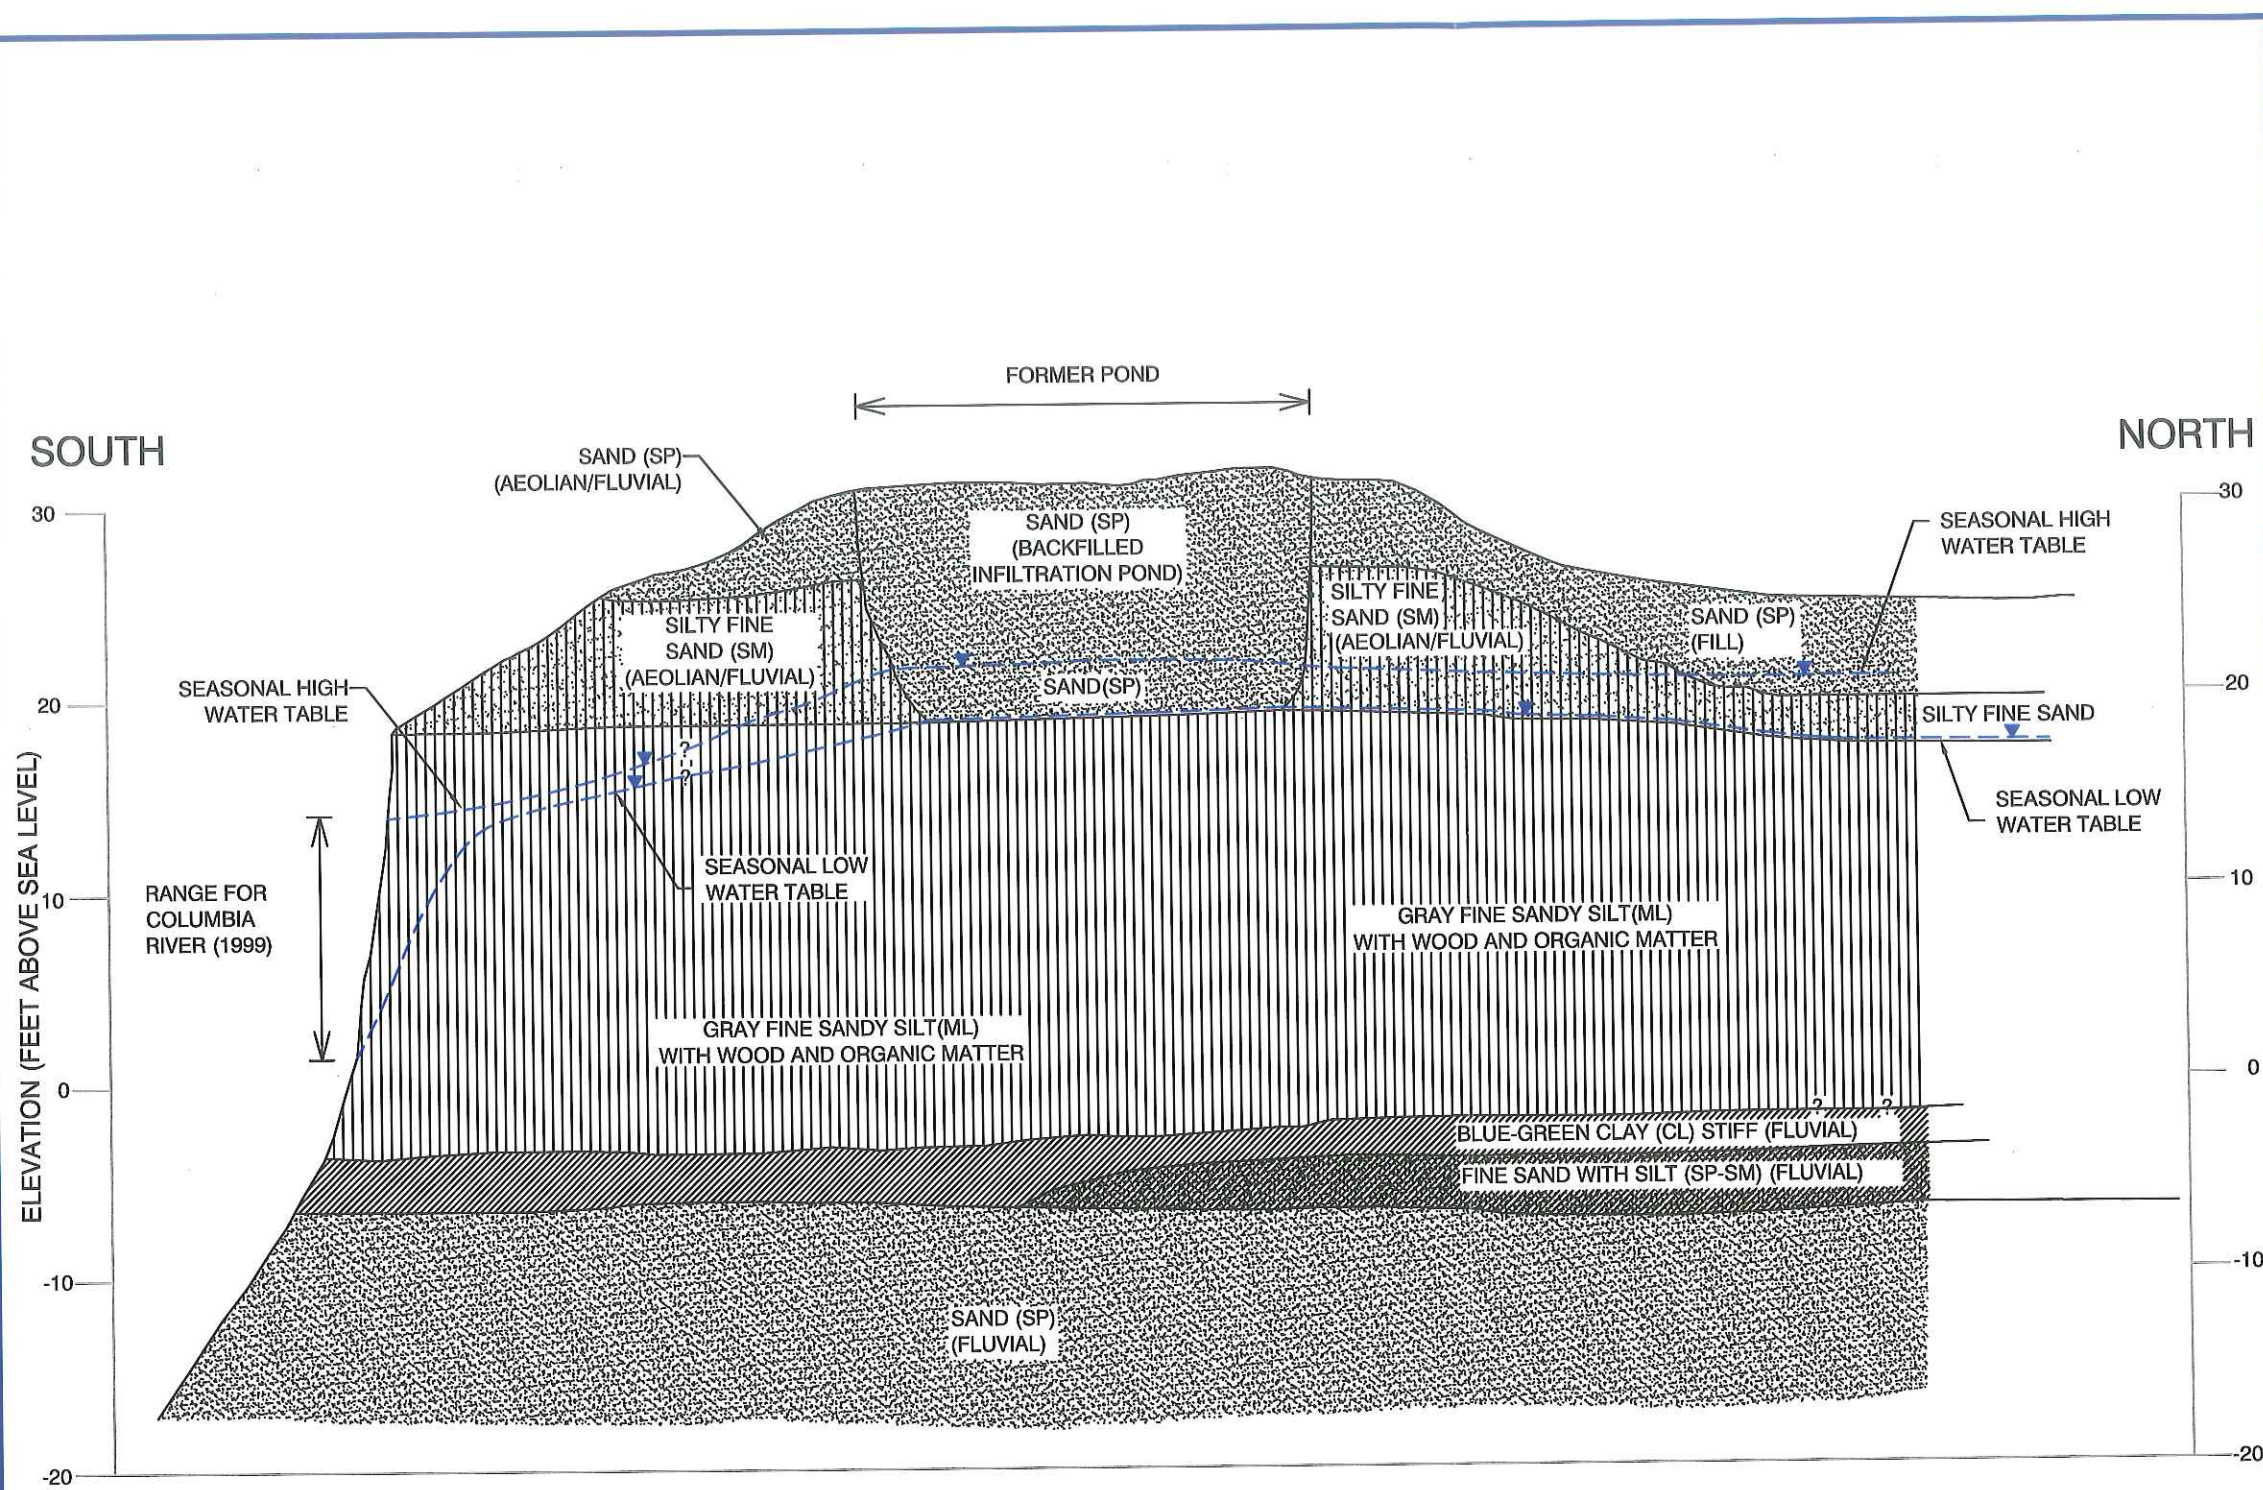 FORMER POND
SOUTH
NORTH
SAND (SP)
(AEOLIAN/FLUVIAL)
30
30
SAND (SP)
(BACKFILLED
INFILTRATION POND)
SEASONAL HIGH
WATER TABLE
SILTY FINE
SAND (SM)
(AEOLIAN/FLUVIAL)
SILTY FINE
SAND (SM)
(AEOLIAN/FLUVIAL)
SAND (SP)
(FILL)
SEASONAL HIGH
WATER TABLE
SAND(SP)
20
20
SILTY FINE SAND
?
?
SEASONAL LOW
WATER TABLE
SEASONAL LOW
WATER TABLE
RANGE FOR
COLUMBIA
RIVER (1999)
10
10
ELEVATION (FEET ABOVE SEA LEVEL)
GRAY FINE SANDY SILT(ML)
WITH WOOD AND ORGANIC MATTER
GRAY FINE SANDY SILT(ML)
WITH WOOD AND ORGANIC MATTER
0
0
? ?
BLUE-GREEN CLAY (CL) STIFF (FLUVIAL)
FINE SAND WITH SILT (SP-SM) (FLUVIAL)
-10
-10
SAND (SP)
(FLUVIAL)
-20
-20